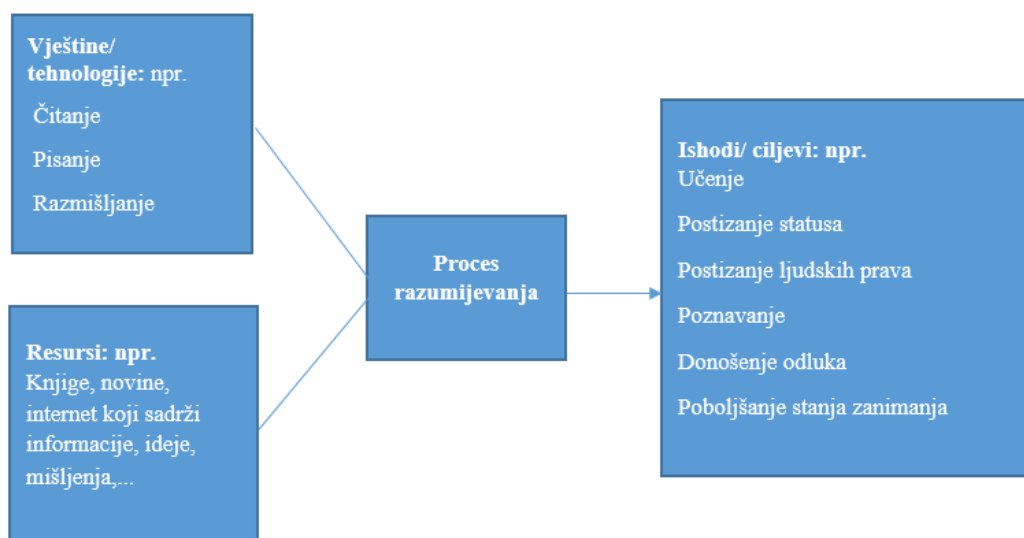 Vještine/
tehnologije: npr.
Čitanje
Pisanje
Razmišljanje
Resursi: npr.
Knjige, novine,
internet koji sadrži
informacije, ideje,
mišljenja,...
Proces
razumijevanja
Ishodi/ ciljevi: npr.
Učenje
Postizanje statusa
Postizanje ljudskih prava
Poznavanje
Donošenje odluka
Poboljšanje stanja zanimanja